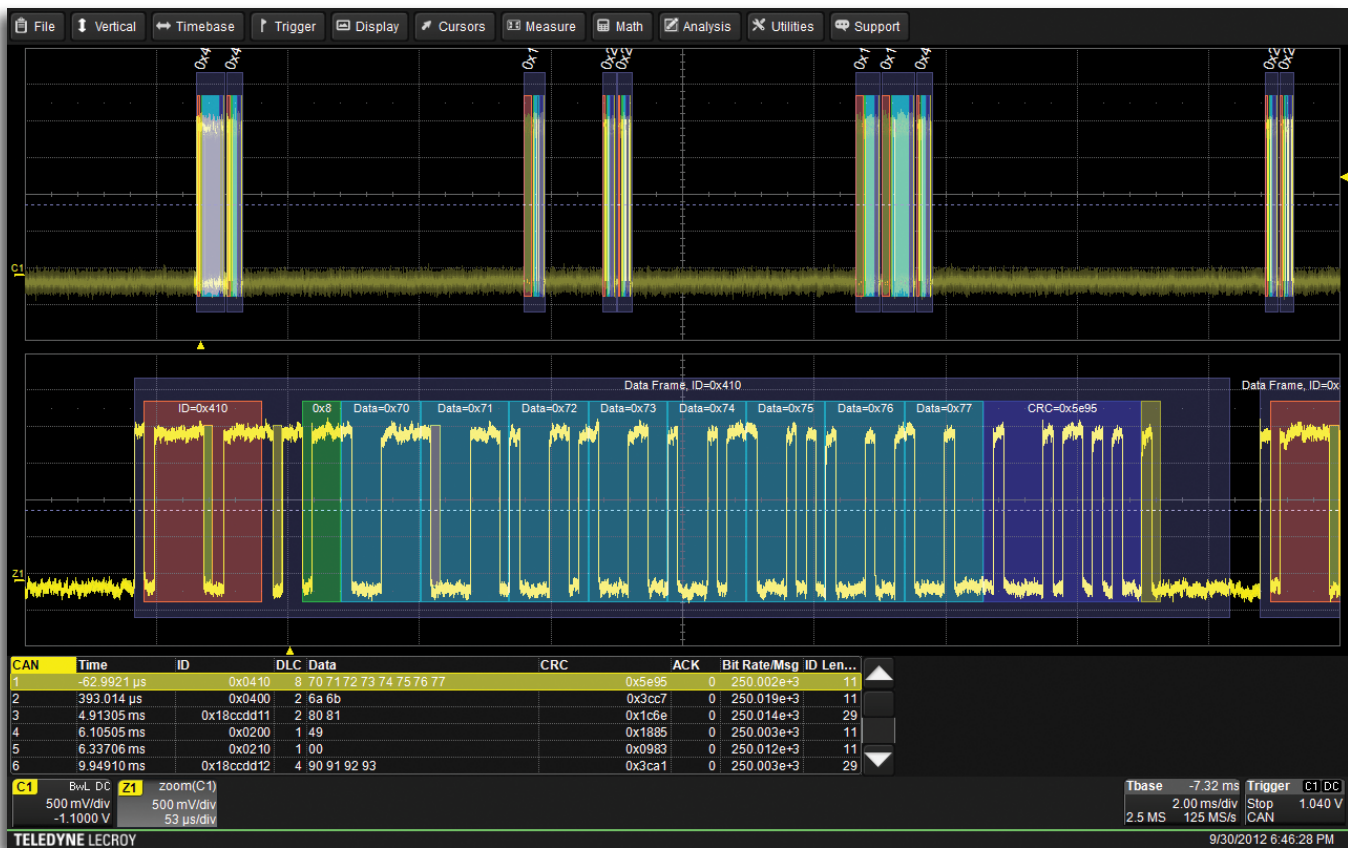 File Vertical Timebase Trigger Display Cursors Measure Math Analysis Utilities Support
0x4 0x4 0x1 0x2 0x2 0x1 0x1 0x4 0x2 0x2
C1
Data Frame, ID=0x410 Data Frame, ID=0x
ID=0x410 0x8 Data=0x70 Data=0x71 Data=0x72 Data=0x73 Data=0x74 Data=0x75 Data=0x76 Data=0x77 CRC=0x5e95
Z1
CAN Time ID DLC Data CRC ACK Bit Rate/Msg ID Len...
1 -62.9921 µs 0x0410 8 70 71 72 73 74 75 76 77 0x5e95 0 250.002e+3 11
2 393.014 µs 0x0400 2 6a 6b 0x3cc7 0 250.019e+3 11
3 4.91305 ms 0x18ccdd11 2 80 81 0x1c6e 0 250.014e+3 29
4 6.10505 ms 0x0200 1 49 0x1885 0 250.003e+3 11
5 6.33706 ms 0x0210 1 00 0x0983 0 250.012e+3 11
6 9.94910 ms 0x18ccdd12 4 90 91 92 93 0x3ca1 0 250.003e+3 29
C1 BwL DC Z1 zoom(C1) Tbase -7.32 ms Trigger C1 DC
500 mV/div 500 mV/div 2.00 ms/div Stop 1.040 V
-1.1000 V 53 µs/div 2.5 MS 125 MS/s CAN
TELEDYNE LECROY 9/30/2012 6:46:28 PM